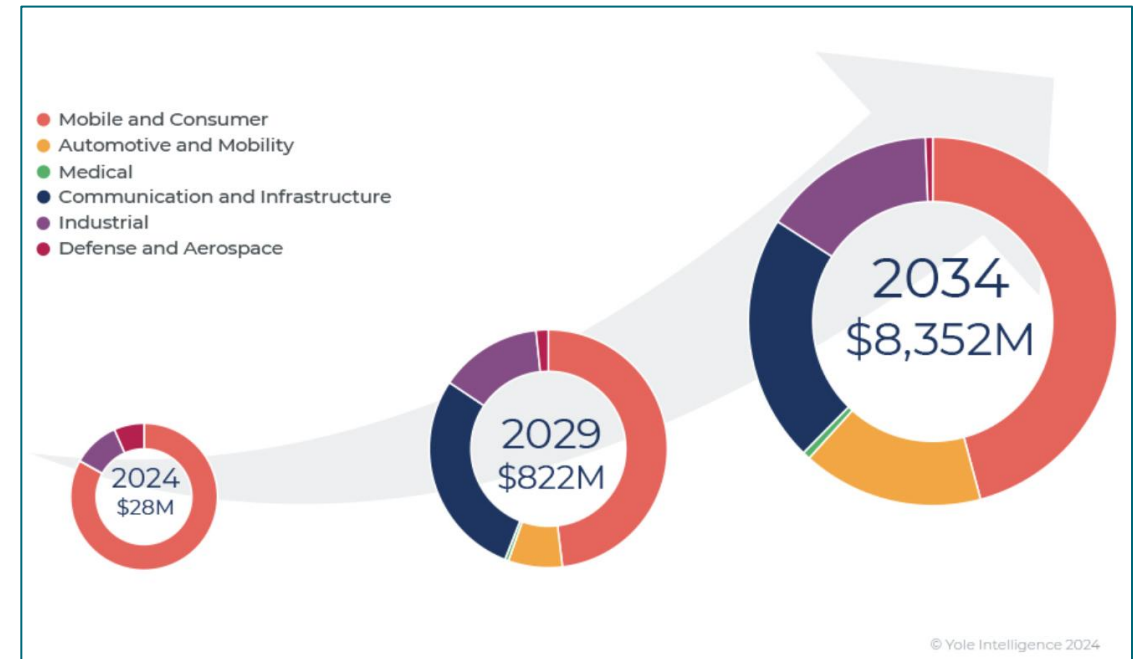 Mobile and Consumer
Automotive and Mobility
Medical
Communication and Infrastructure
Industrial
Defense and Aerospace
2024
$28M
2029
$822M
2034
$8,352M
© Yole Intelligence 2024